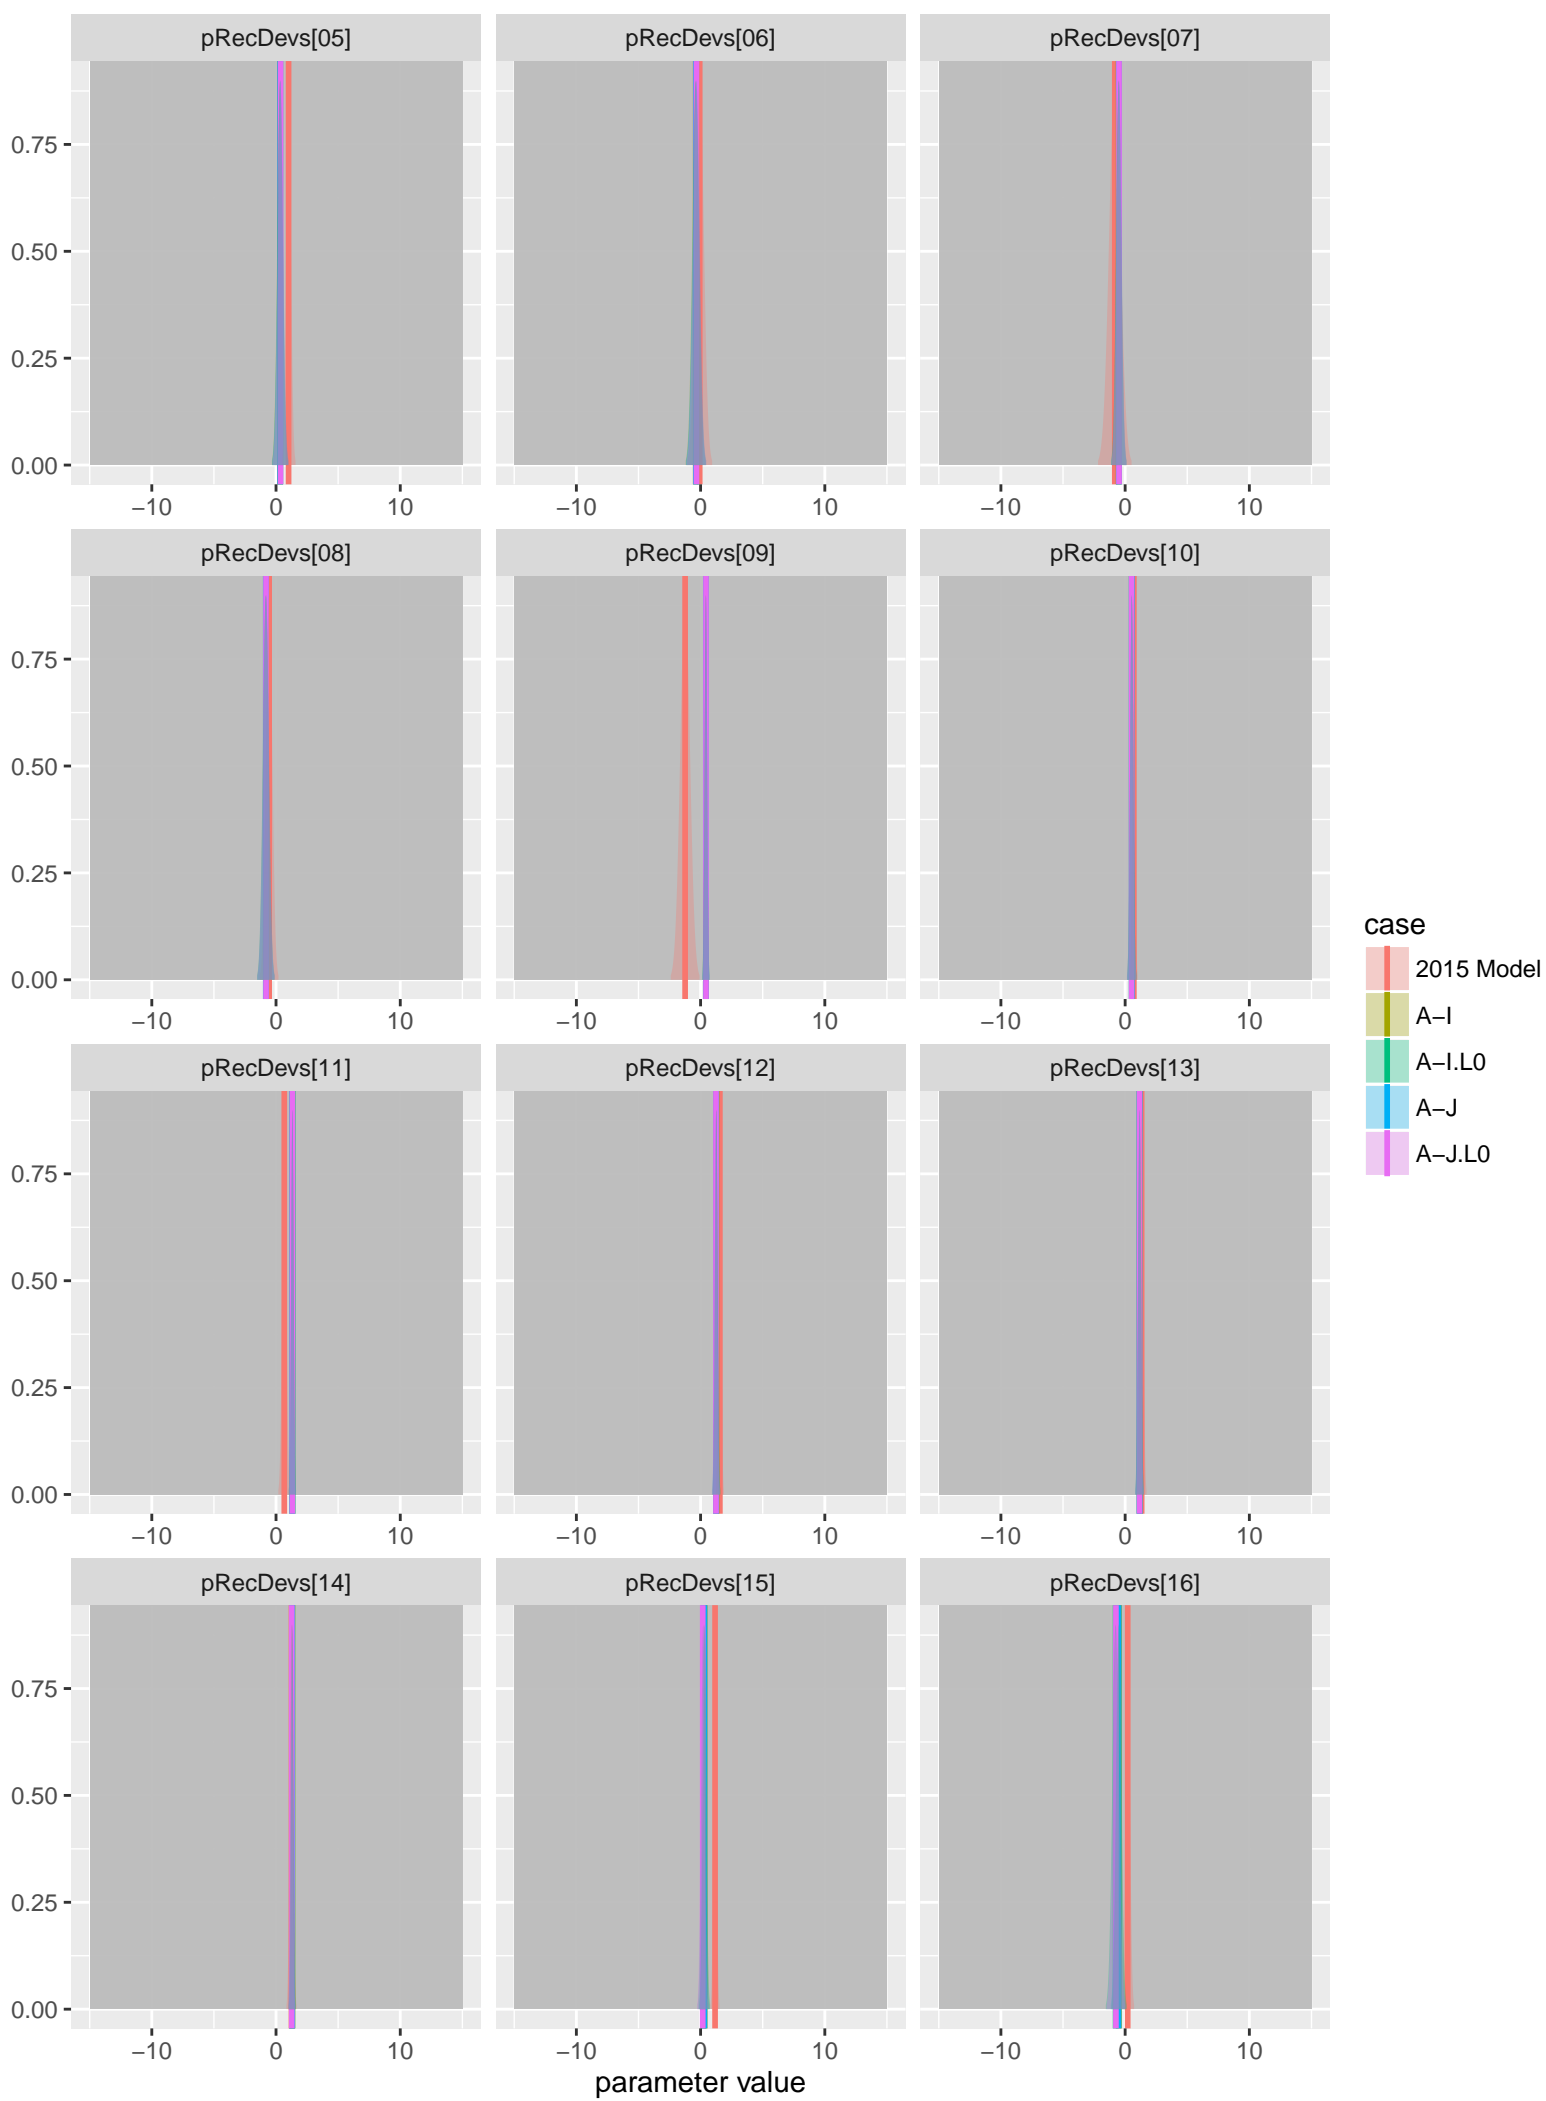 pRecDevs[05] pRecDevs[06] pRecDevs[07]
0.75
0.50
0.25
0.00
−10 0 10 −10 0 10 −10 0 10
pRecDevs[08] pRecDevs[09] pRecDevs[10]
0.75
0.50
0.25
0.00
−10 0 10 −10 0 10 −10 0 10
pRecDevs[11] pRecDevs[12] pRecDevs[13]
0.75
0.50
0.25
0.00
−10 0 10 −10 0 10 −10 0 10
pRecDevs[14] pRecDevs[15] pRecDevs[16]
0.75
0.50
0.25
0.00
−10 0 10 −10 0 10 −10 0 10
parameter value
case
2015 Model
A−I
A−I.L0
A−J
A−J.L0